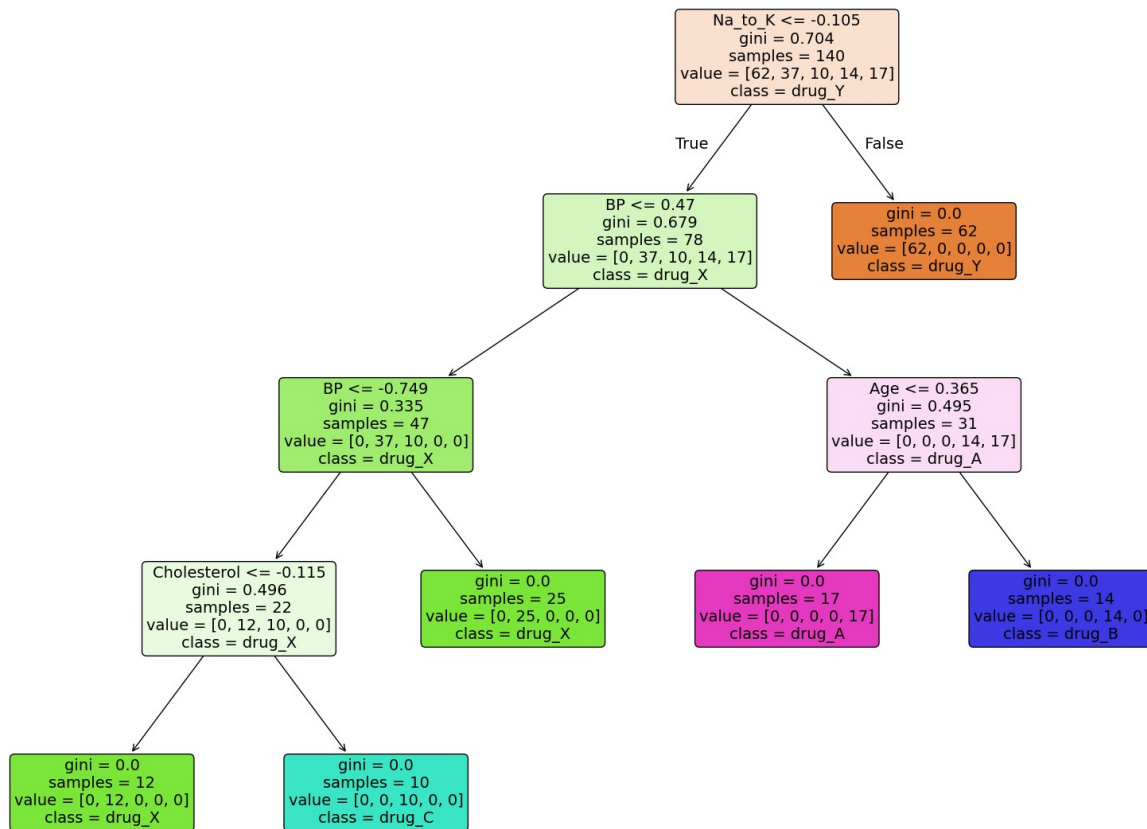 Na_to_K <= -0.105
gini = 0.704
samples = 140
value = [62, 37, 10, 14, 17]
class = drug_Y
True
False
BP <= 0.47
gini = 0.679
samples = 78
value = [0, 37, 10, 14, 17]
class = drug_X
gini = 0.0
samples = 62
value = [62, 0, 0, 0, 0]
class = drug_Y
BP <= -0.749
gini = 0.335
samples = 47
value = [0, 37, 10, 0, 0]
class = drug_X
Age <= 0.365
gini = 0.495
samples = 31
value = [0, 0, 0, 14, 17]
class = drug_A
Cholesterol <= -0.115
gini = 0.496
samples = 22
value = [0, 12, 10, 0, 0]
class = drug_X
gini = 0.0
samples = 25
value = [0, 25, 0, 0, 0]
class = drug_X
gini = 0.0
samples = 17
value = [0, 0, 0, 0, 17]
class = drug_A
gini = 0.0
samples = 14
value = [0, 0, 0, 14, 0]
class = drug_B
gini = 0.0
samples = 12
value = [0, 12, 0, 0, 0]
class = drug_X
gini = 0.0
samples = 10
value = [0, 0, 10, 0, 0]
class = drug_C